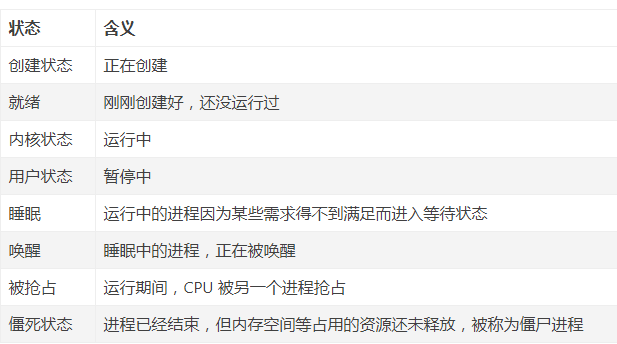 状态 含义
创建状态 正在创建
就绪 刚刚创建好，还没运行过
内核状态 运行中
用户状态 暂停中
睡眠 运行中的进程因为某些需求得不到满足而进入等待状态
唤醒 睡眠中的进程，正在被唤醒
被抢占 运行期间，CPU 被另一个进程抢占
僵死状态 进程已经结束，但内存空间等占用的资源还未释放，被称为僵尸进程